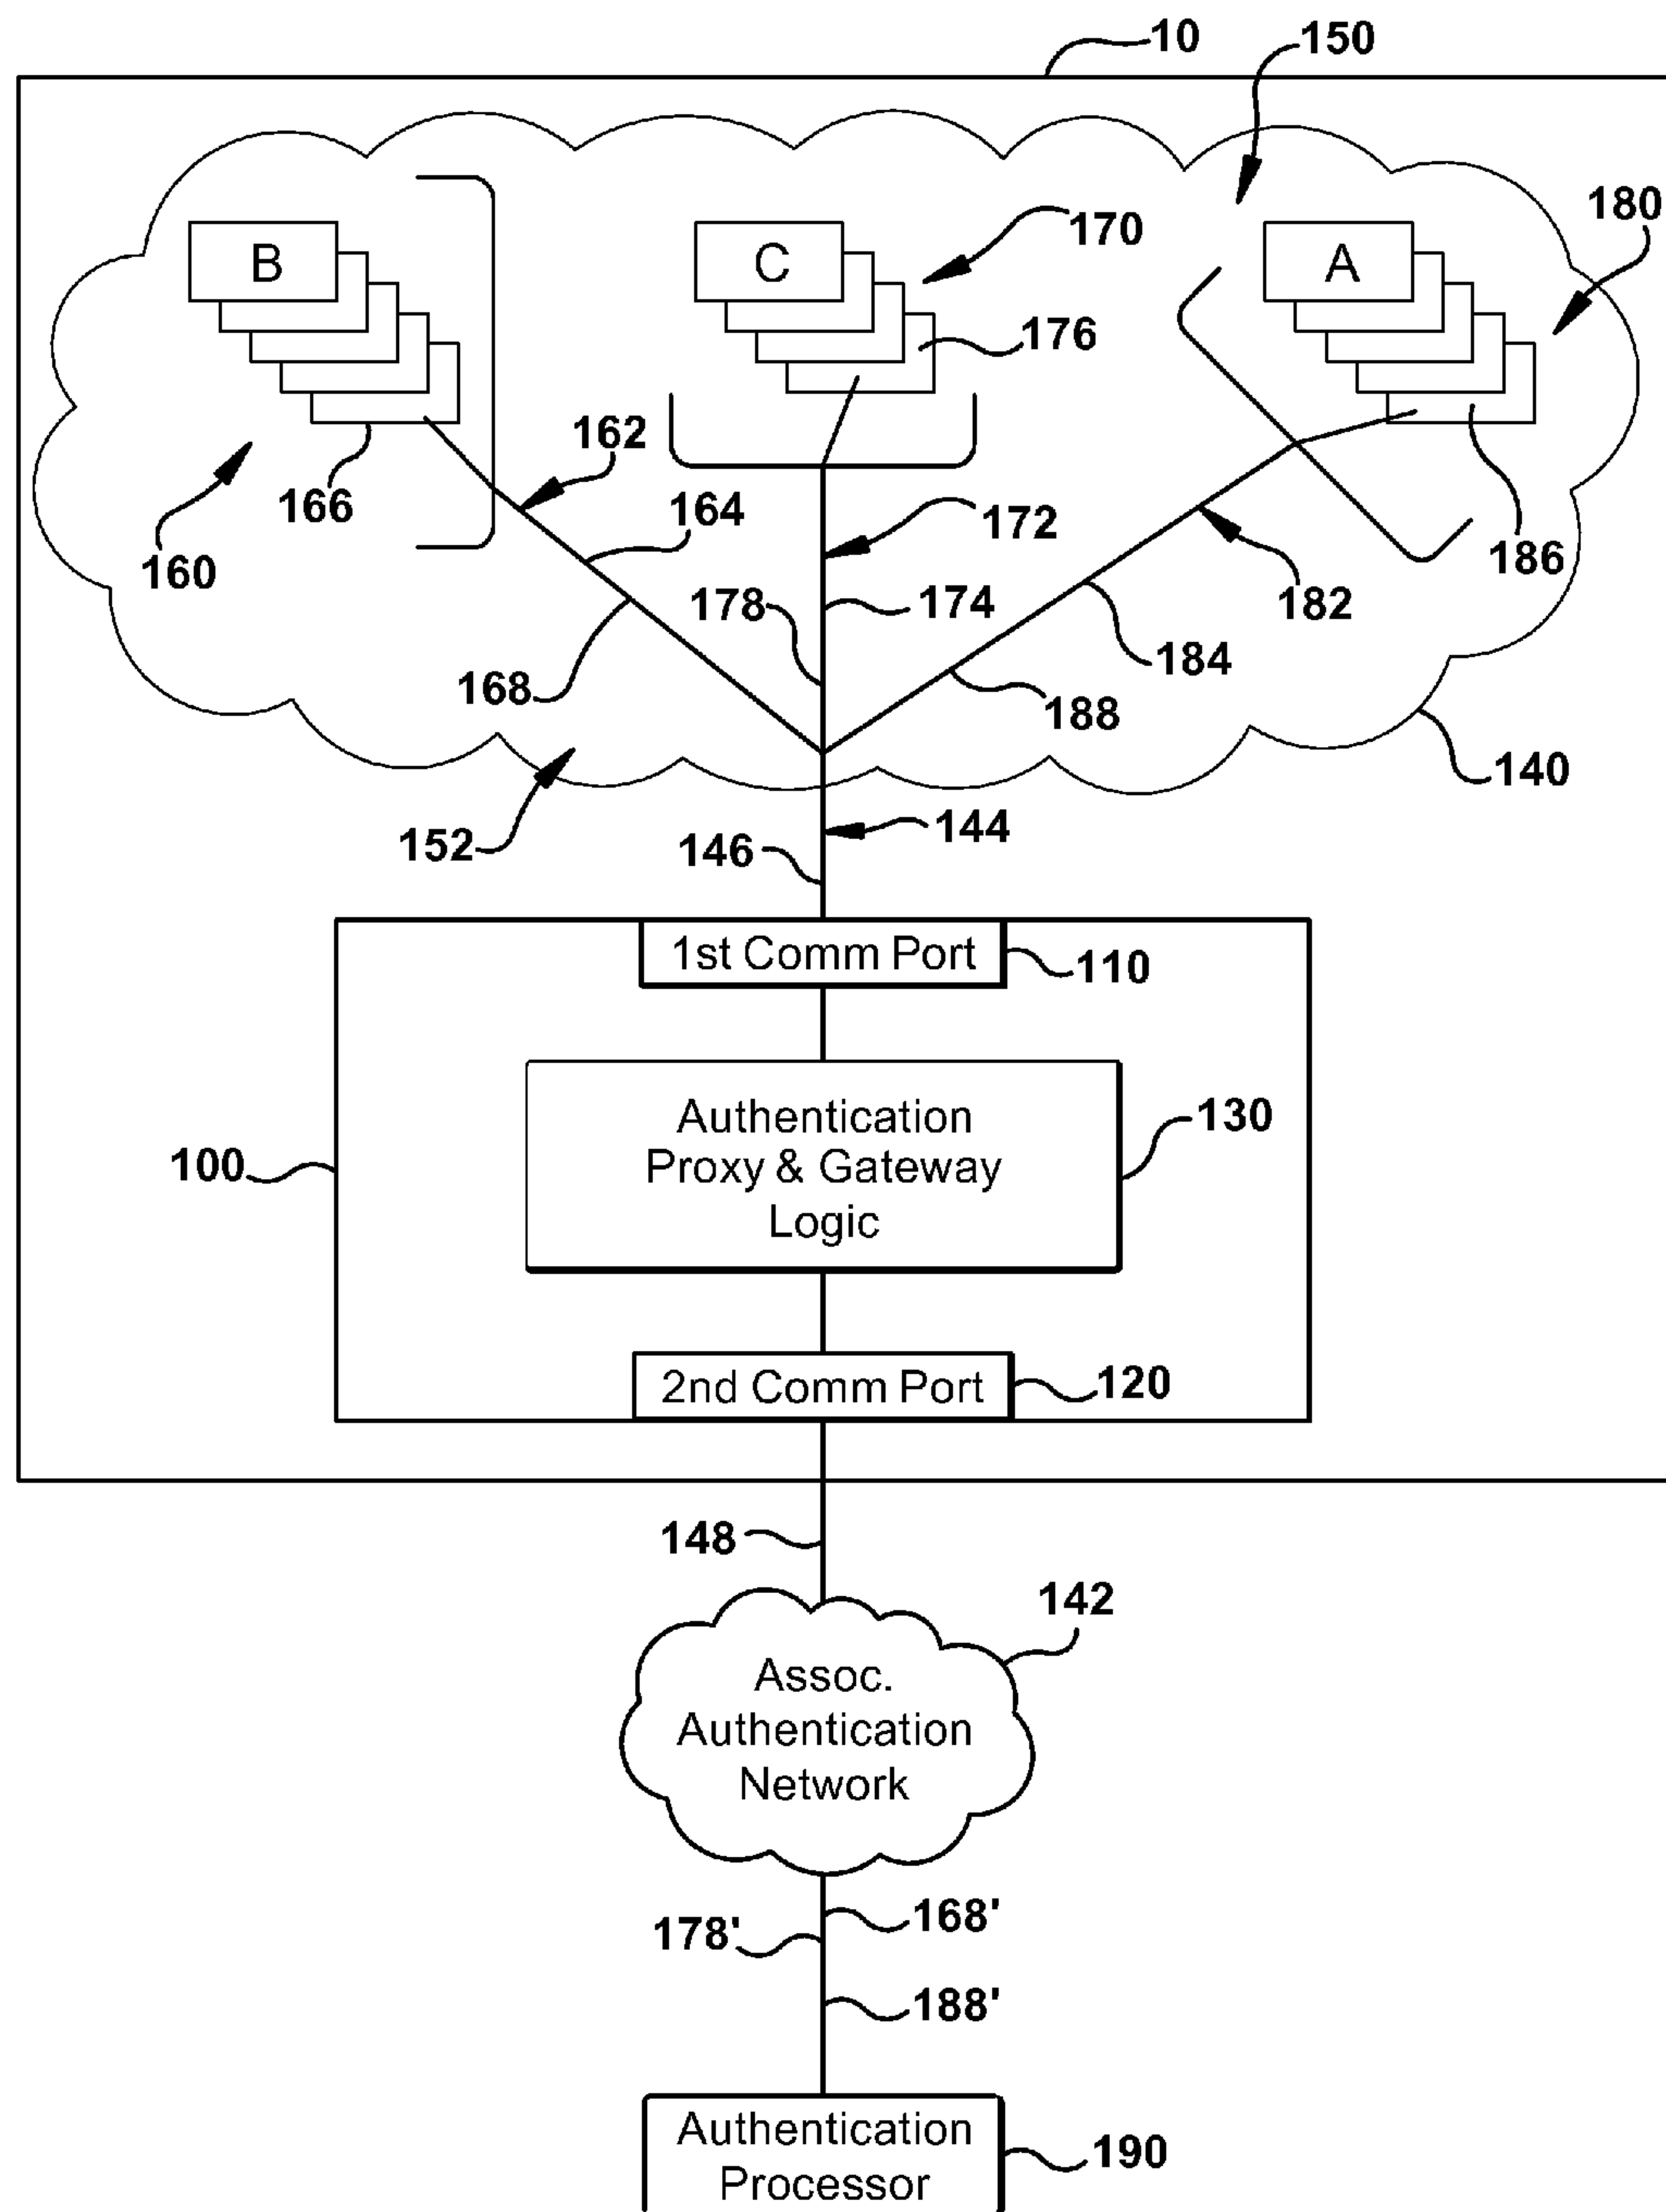 10
150
180
B
C
170
A
176
162
166
164
172
160
186
178
174
182
168
184
188
140
152
144
146
1st Comm Port
110
Authentication
Proxy & Gateway
Logic
130
100
2nd Comm Port
120
148
142
Assoc.
Authentication
Network
168'
178'
188'
Authentication
Processor
190